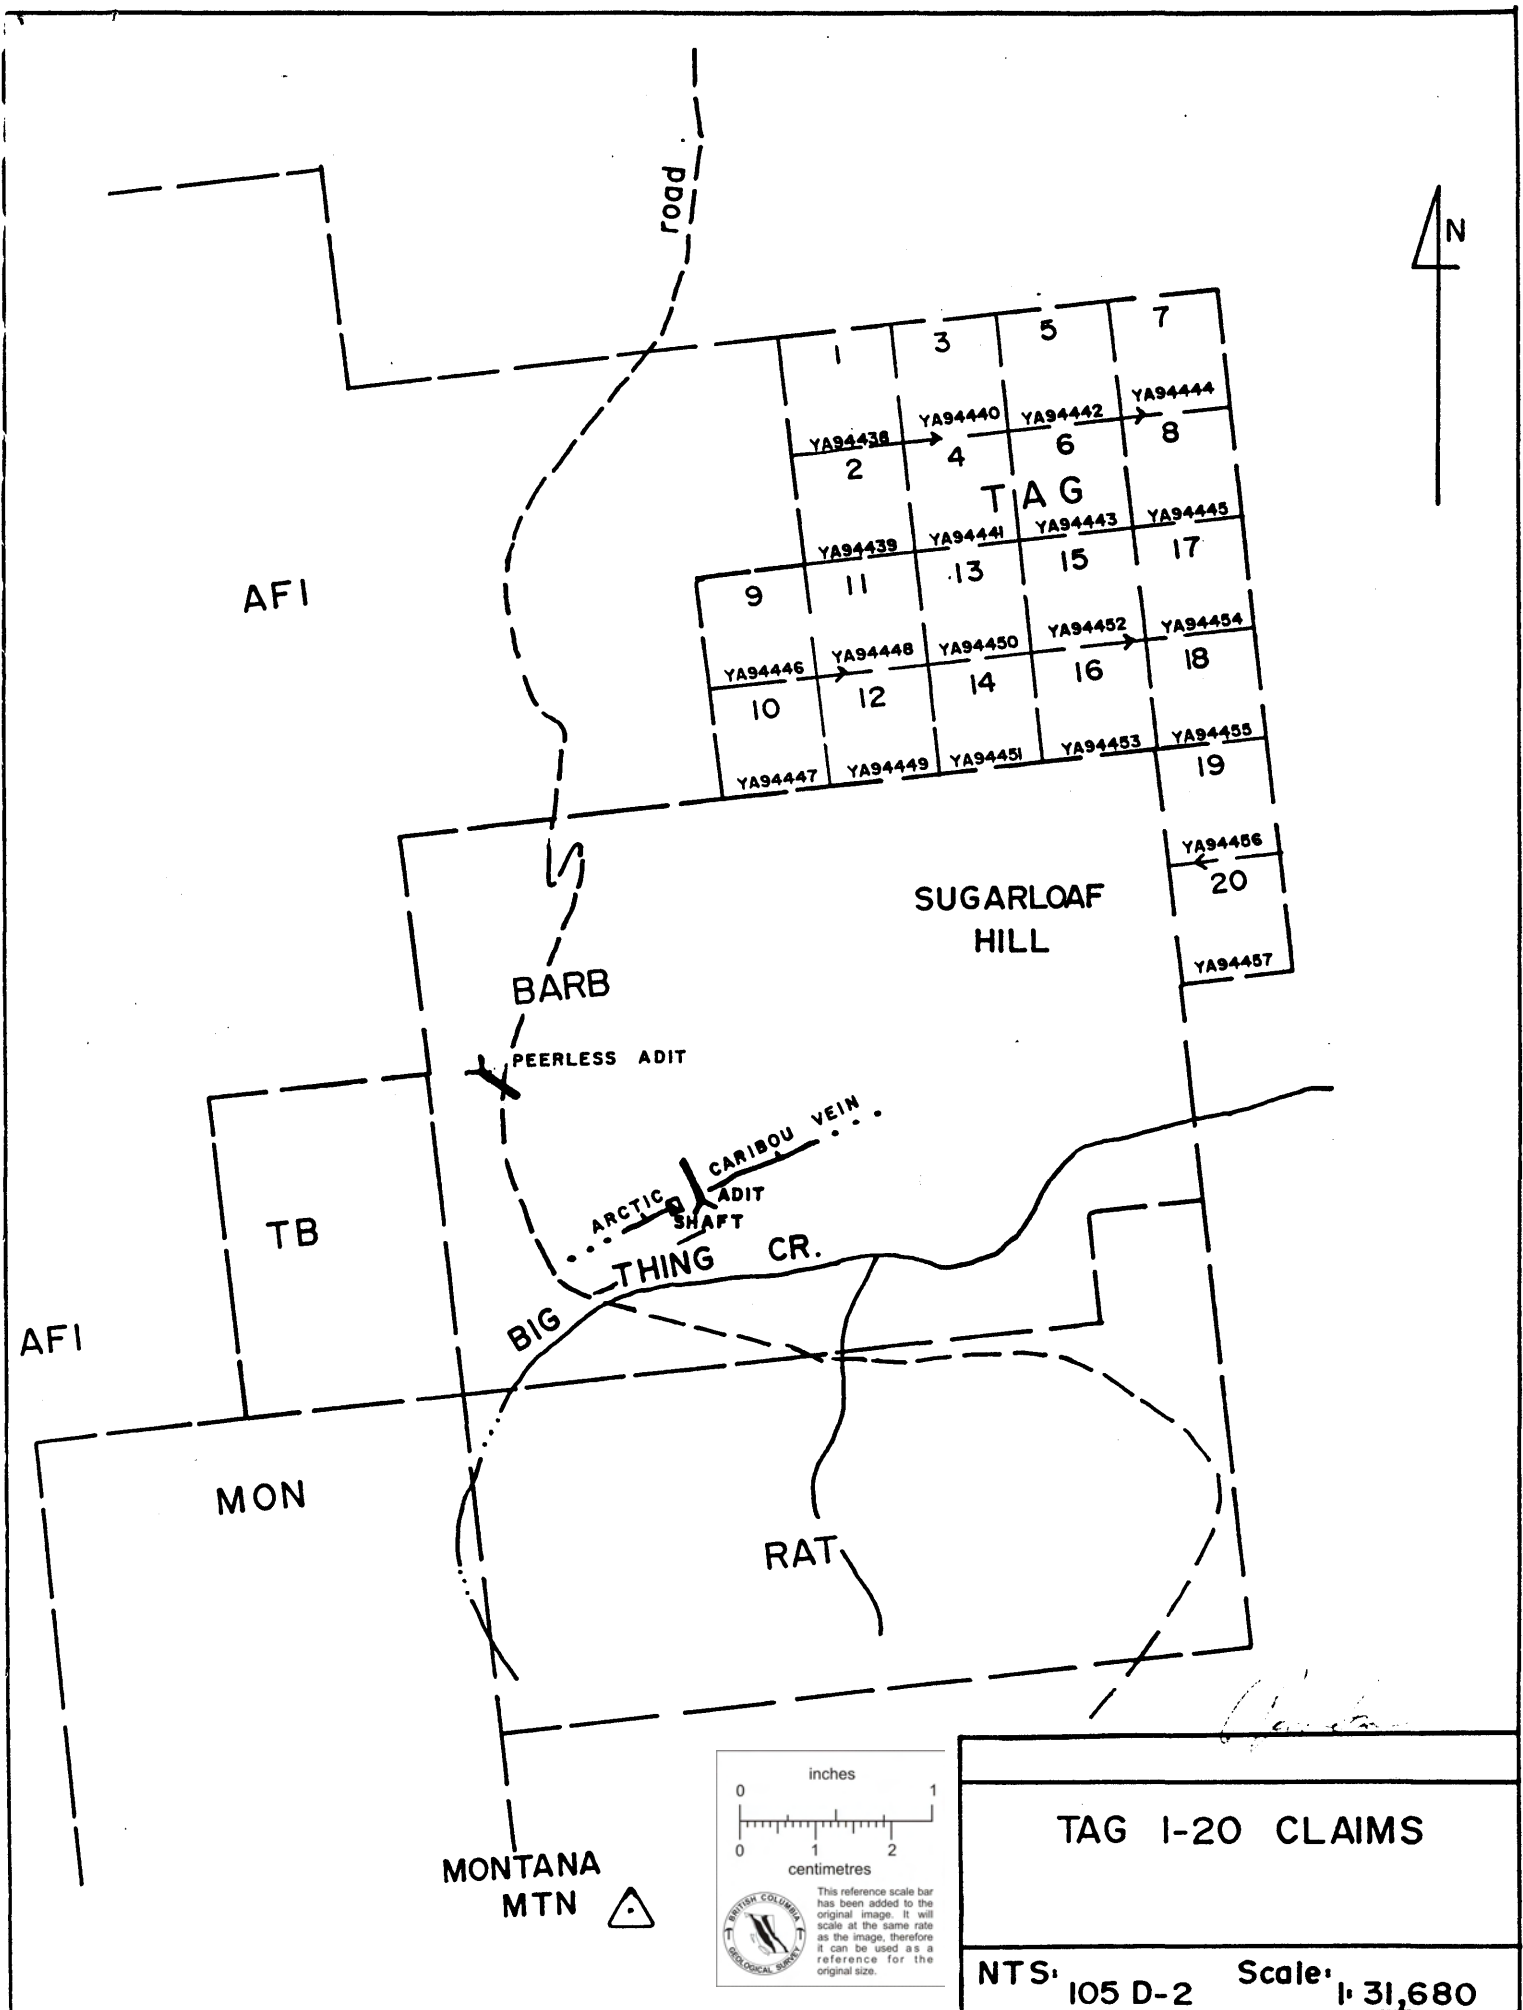 road
N
1
3
5
7
YA94438
YA94440
YA94442
YA94444
2
4
6
8
TAG
YA94439
YA94441
YA94443
YA94445
9
11
13
15
17
YA94446
YA94448
YA94450
YA94452
YA94454
10
12
14
16
18
YA94447
YA94449
YA94451
YA94453
YA94455
19
YA94456
20
YA94457
AFI
SUGARLOAF
HILL
BARB
PEERLESS ADIT
ARCTIC
CARIBOU VEIN
ADIT
SHAFT
TB
BIG THING CR.
AFI
MON
RAT
MONTANA
MTN
inches
0 1
0 1 2
centimetres
BRITISH COLUMBIA
GEOLOGICAL SURVEY
This reference scale bar
has been added to the
original image. It will
scale at the same rate
as the image, therefore
it can be used as a
reference for the
original size.
TAG 1-20 CLAIMS
NTS: 105 D-2
Scale: 1: 31,680